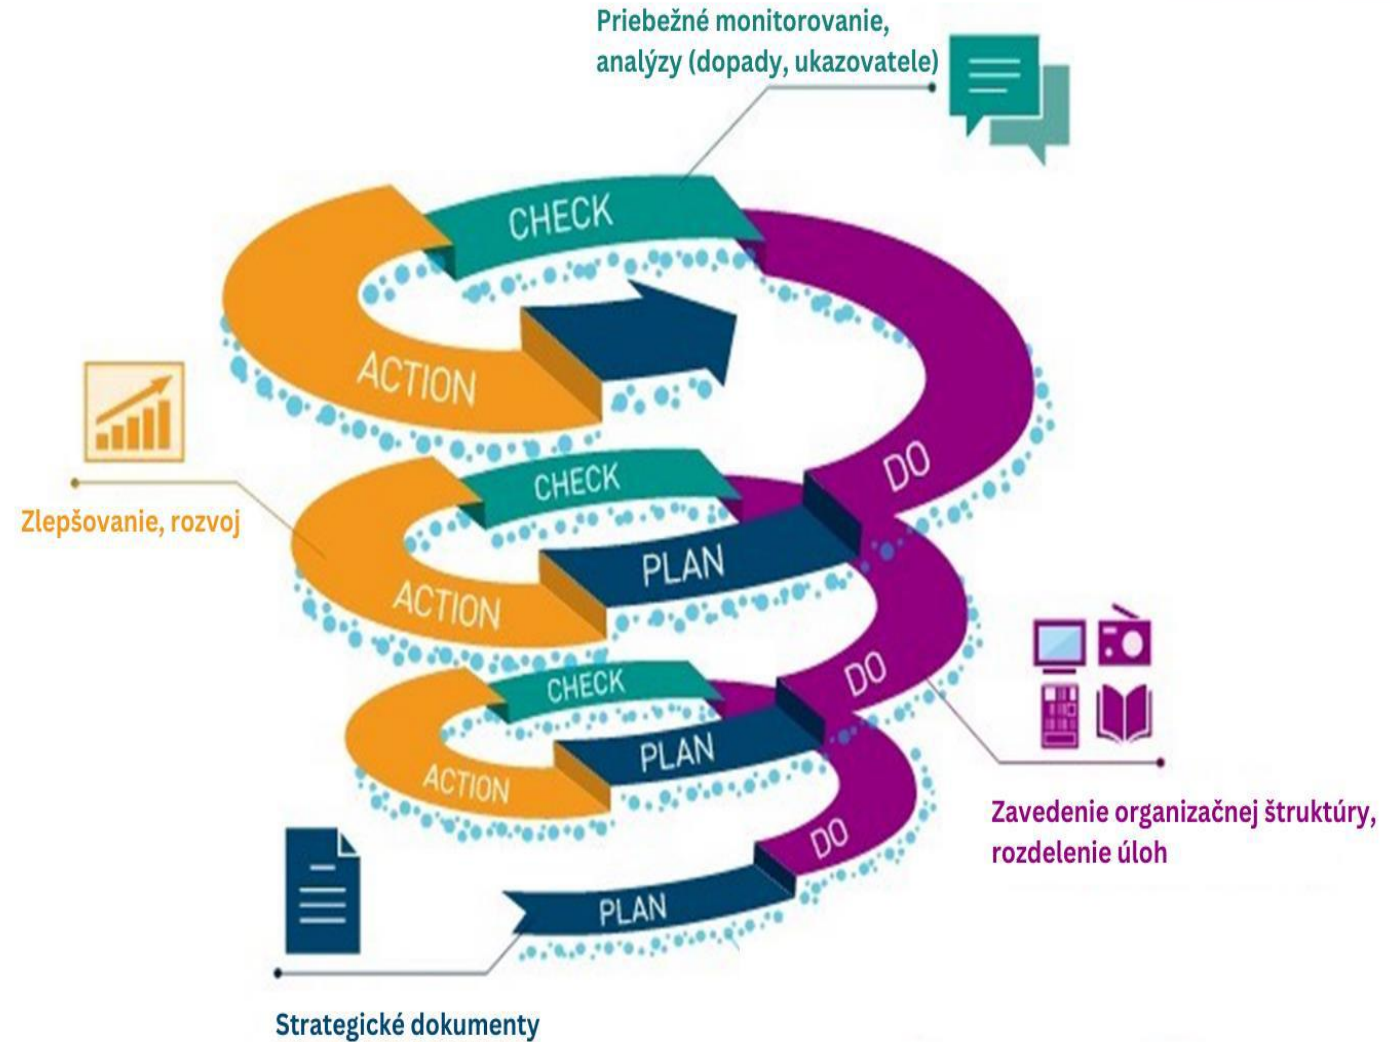 Priebežné monitorovanie,
analýzy (dopady, ukazovatele)
CHECK
ACTION
DO
CHECK
PLAN
ACTION
Zlepšovanie, rozvoj
DO
CHECK
PLAN
ACTION
Zavedenie organizačnej štruktúry,
rozdelenie úloh
DO
PLAN
Strategické dokumenty